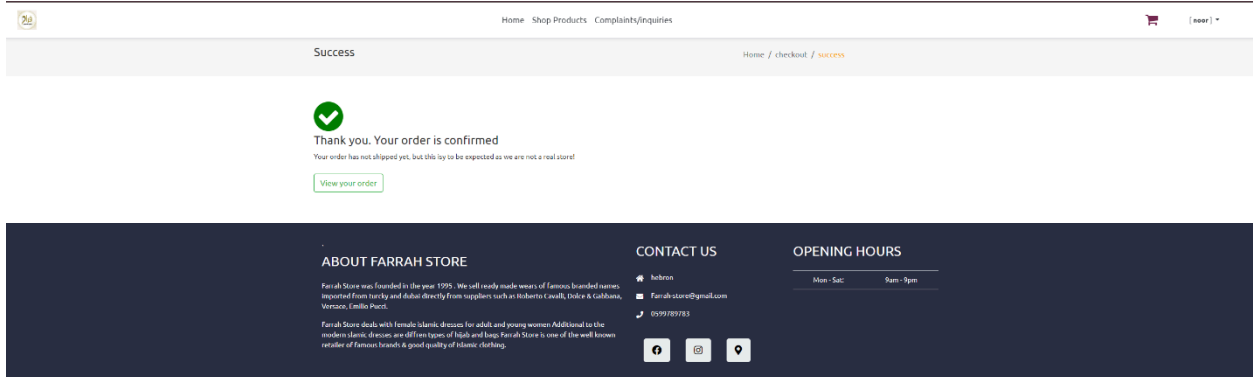 Home Shop Products Complaints/inquiries
[ noor ]
Success
Home / checkout / success
Thank you. Your order is confirmed
Your order has not shipped yet, but this isy to be expected as we are not a real store!
View your order
ABOUT FARRAH STORE
Farrah Store was founded in the year 1995 . We sell ready made wears of famous branded names
imported from turcky and dubai directly from suppliers such as Roberto Cavalli, Dolce & Gabbana,
Versace, Emilio Pucci.
Farrah Store deals with female islamic dresses for adult and young women Additional to the
modern slamic dresses are diffren types of hijab and bags Farrah Store is one of the well known
retailer of famous brands & good quality of islamic clothing.
CONTACT US
hebron
Farrah-store@gmail.com
0599789783
OPENING HOURS
Mon - Sat: 9am - 9pm